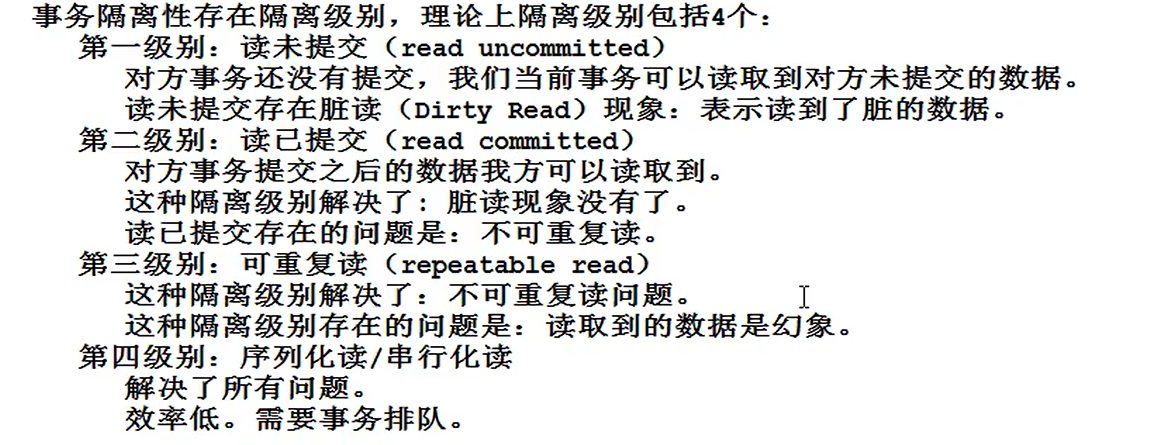 事务隔离性存在隔离级别，理论上隔离级别包括4个：
第一级别：读未提交（read uncommitted）
对方事务还没有提交，我们当前事务可以读取到对方未提交的数据。
读未提交存在脏读（Dirty Read）现象：表示读到了脏的数据。
第二级别：读已提交（read committed）
对方事务提交之后的数据我方可以读取到。
这种隔离级别解决了：脏读现象没有了。
读已提交存在的问题是：不可重复读。
第三级别：可重复读（repeatable read）
这种隔离级别解决了：不可重复读问题。
这种隔离级别存在的问题是：读取到的数据是幻象。
第四级别：序列化读/串行化读
解决了所有问题。
效率低。需要事务排队。